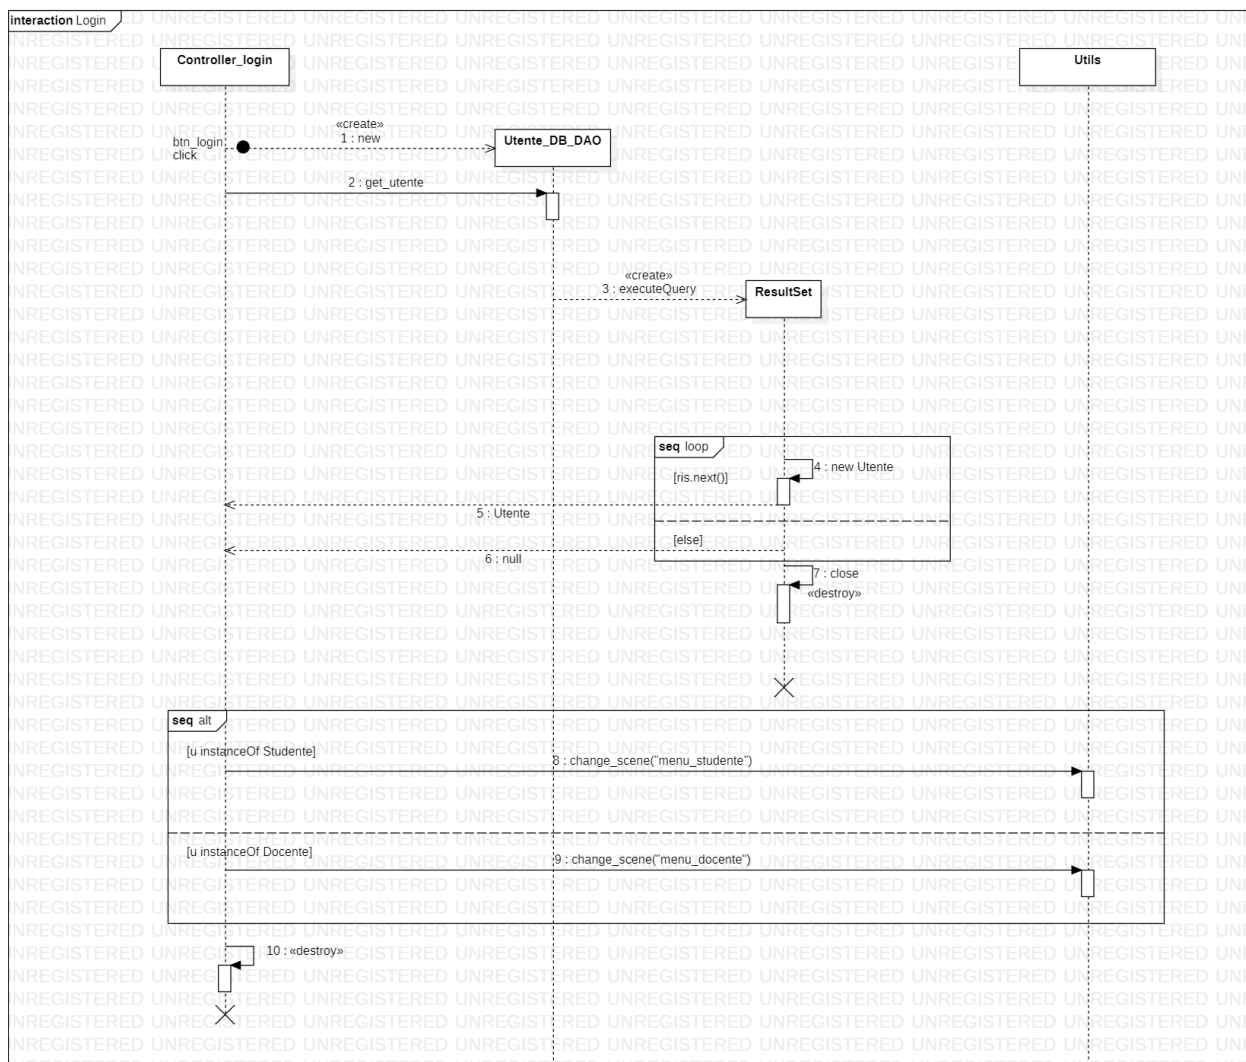 interaction Login
Controller_login
Utils
«create»
1 : new
btn_login
click
Utente_DB_DAO
2 : get_utente
«create»
3 : executeQuery
ResultSet
seq loop
4 : new Utente
[ris.next()]
5 : Utente
[else]
6 : null
7 : close
«destroy»
seq alt
[u instanceOf Studente]
8 : change_scene("menu_studente")
[u instanceOf Docente]
9 : change_scene("menu_docente")
10 : «destroy»
UNREGISTERED